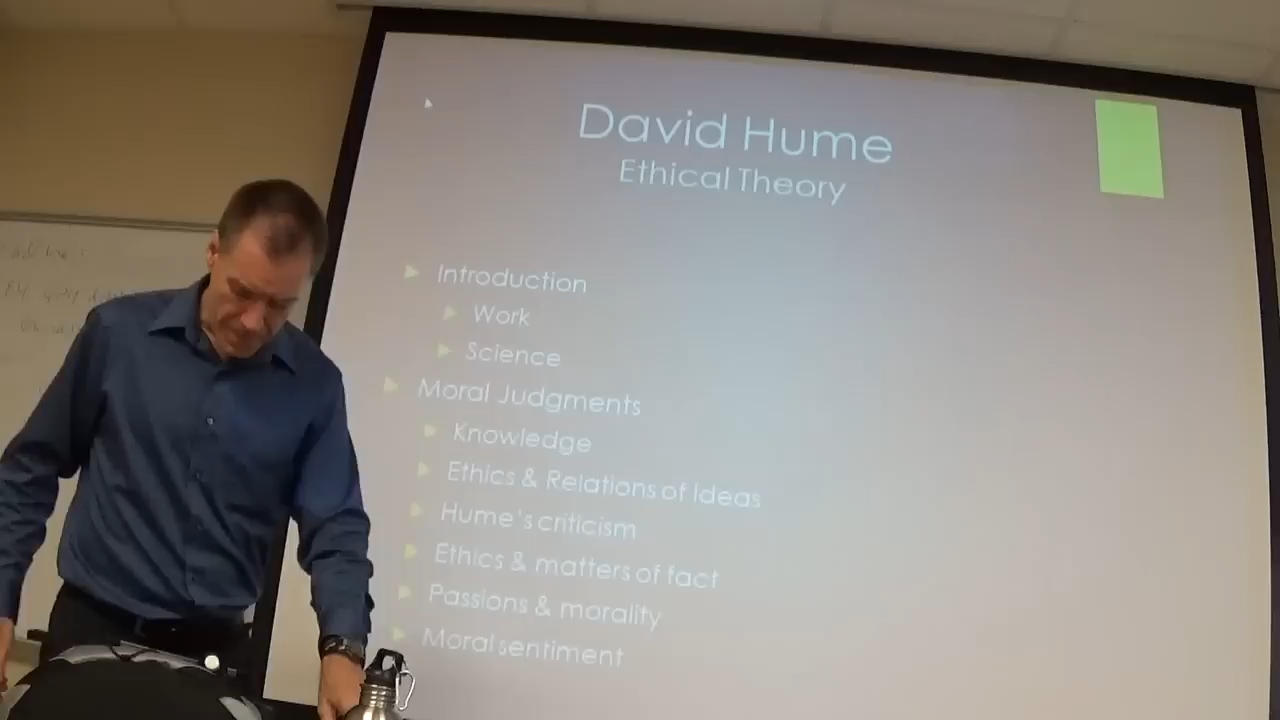 David Hume
Ethical Theory
Introduction
Work
Science
Moral Judgments
Knowledge
Ethics & Relations of Ideas
Hume's criticism
Ethics & matters of fact
Passions & morality
Moral sentiment